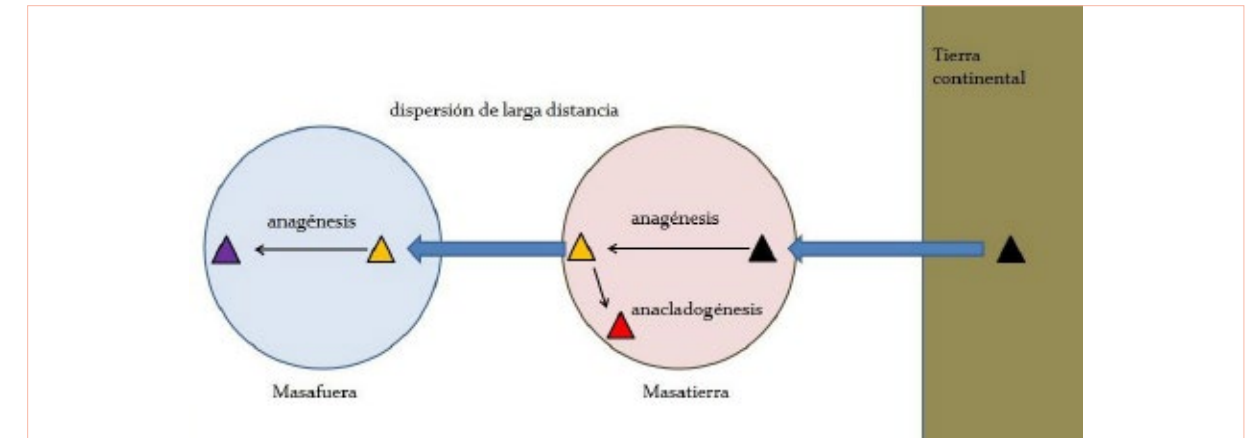 Tierra
continental
dispersión de larga distancia
anagénesis
anagénesis
anacladogénesis
Masafuera
Masatierra